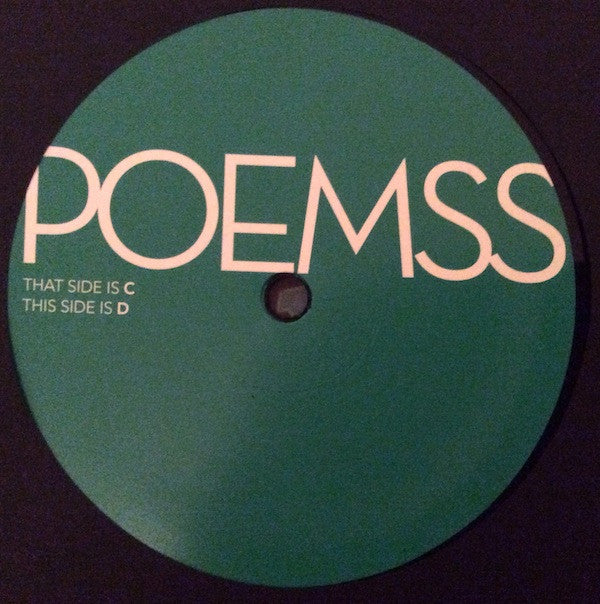 POEMSS
THAT SIDE IS C
THIS SIDE IS D